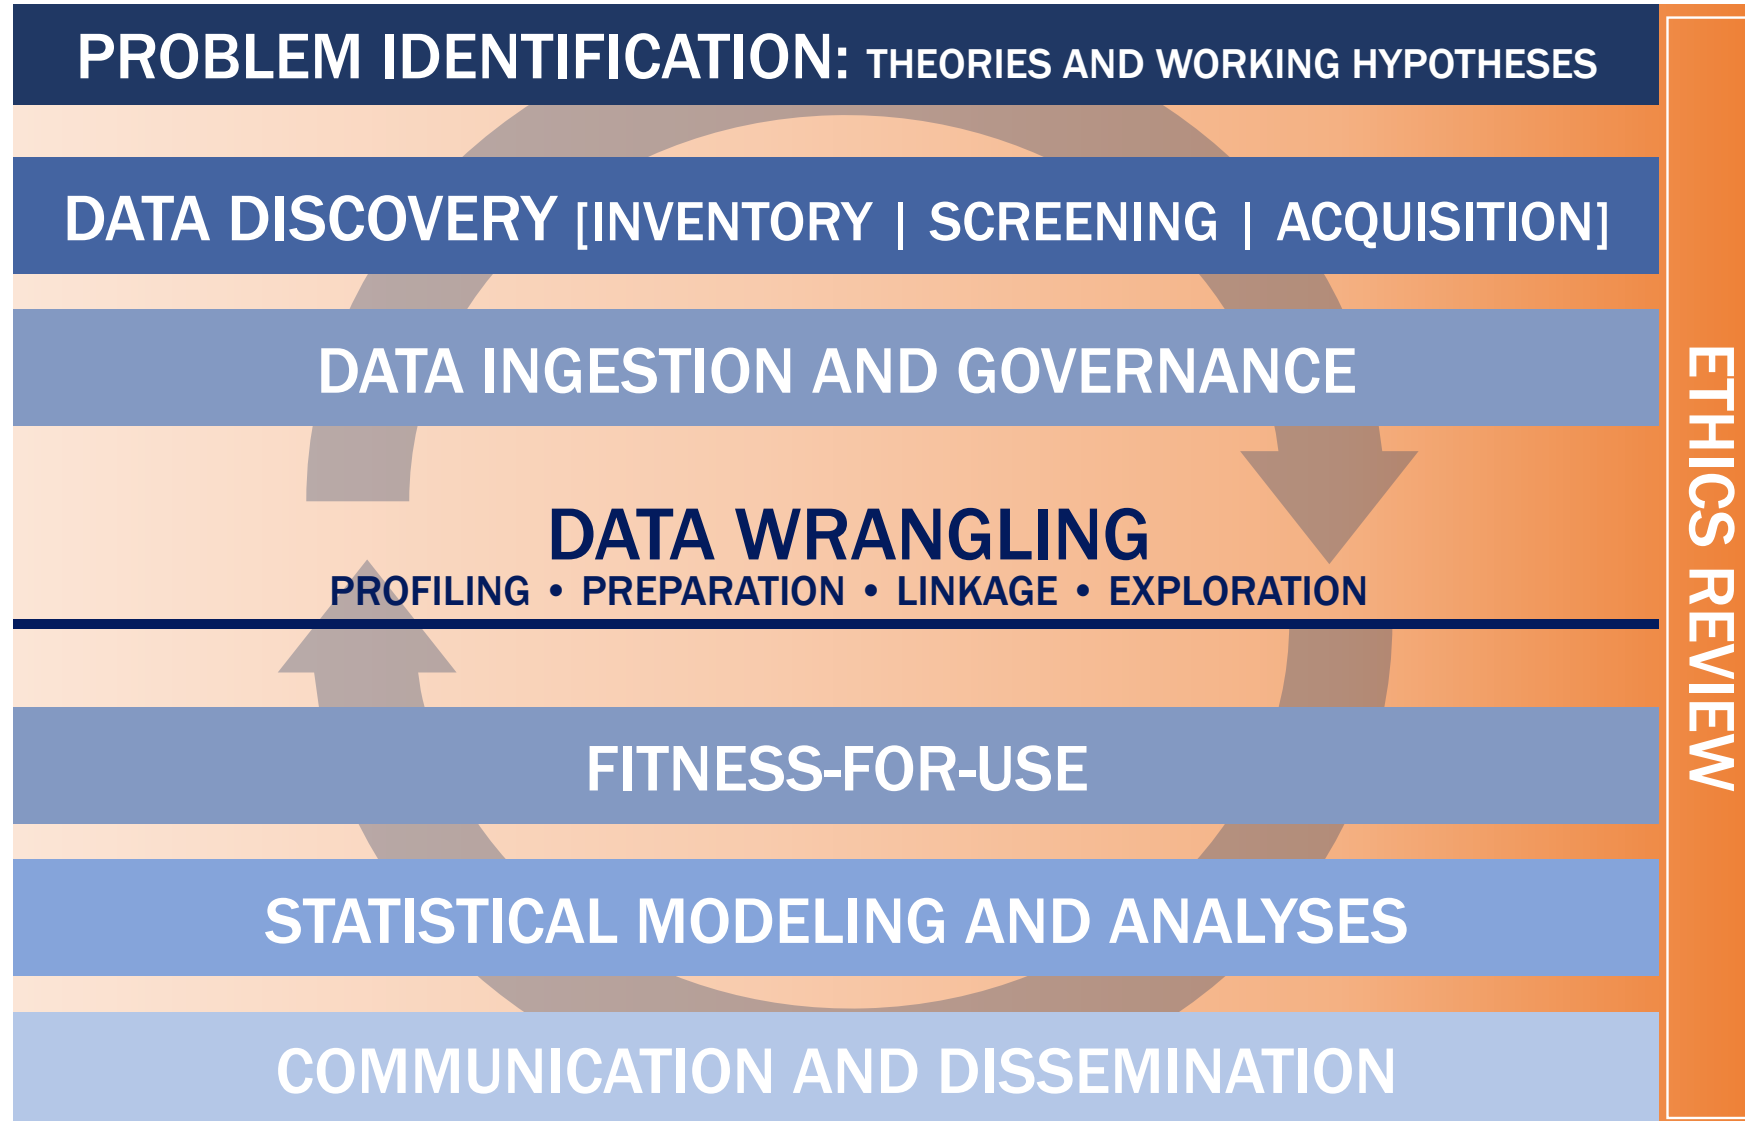 PROBLEM IDENTIFICATION: THEORIES AND WORKING HYPOTHESES
DATA DISCOVERY [INVENTORY | SCREENING | ACQUISITION]
DATA INGESTION AND GOVERNANCE
DATA WRANGLING
PROFILING • PREPARATION • LINKAGE • EXPLORATION
FITNESS-FOR-USE
STATISTICAL MODELING AND ANALYSES
COMMUNICATION AND DISSEMINATION
ETHICS REVIEW